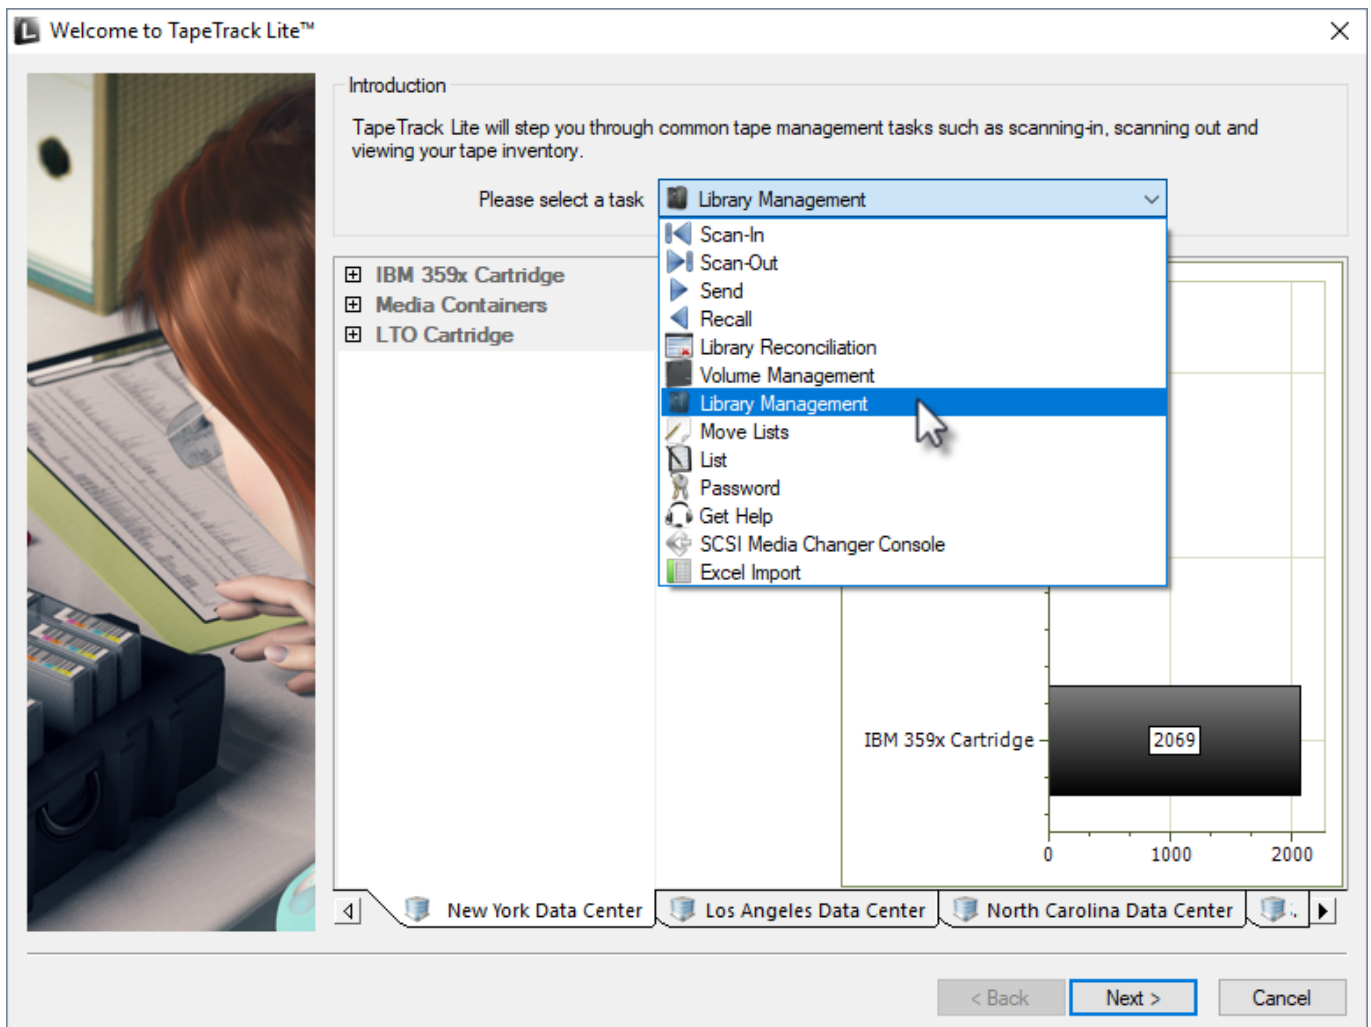 Welcome to TapeTrack Lite™
Introduction
TapeTrack Lite will step you through common tape management tasks such as scanning-in, scanning out and
viewing your tape inventory.
Please select a task
Library Management
Scan-In
Scan-Out
Send
Recall
Library Reconciliation
Volume Management
Library Management
Move Lists
List
Password
Get Help
SCSI Media Changer Console
Excel Import
IBM 359x Cartridge
Media Containers
LTO Cartridge
IBM 359x Cartridge
2069
0 1000 2000
New York Data Center
Los Angeles Data Center
North Carolina Data Center
< Back
Next >
Cancel